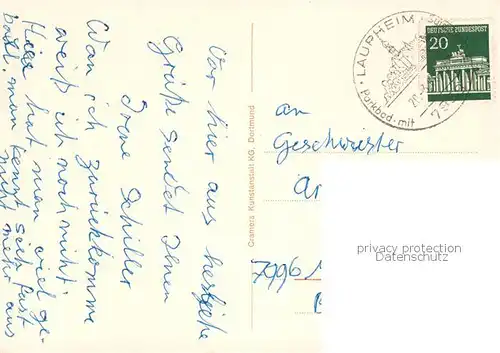 Von hier aus herzliche
Grüße sendet Ihnen
Irene Schiller
Wan ich zurückkomme
weiß ich noch nicht
Hier hat man viel ge-
baut, man kennt sich fast
nicht mehr aus
Cramers Kunstanstalt KG, Dortmund
LAUPHEIM
Parkbad · mit
DEUTSCHE BUNDESPOST
20
an
Geschwister
7996
privacy protection
Datenschutz